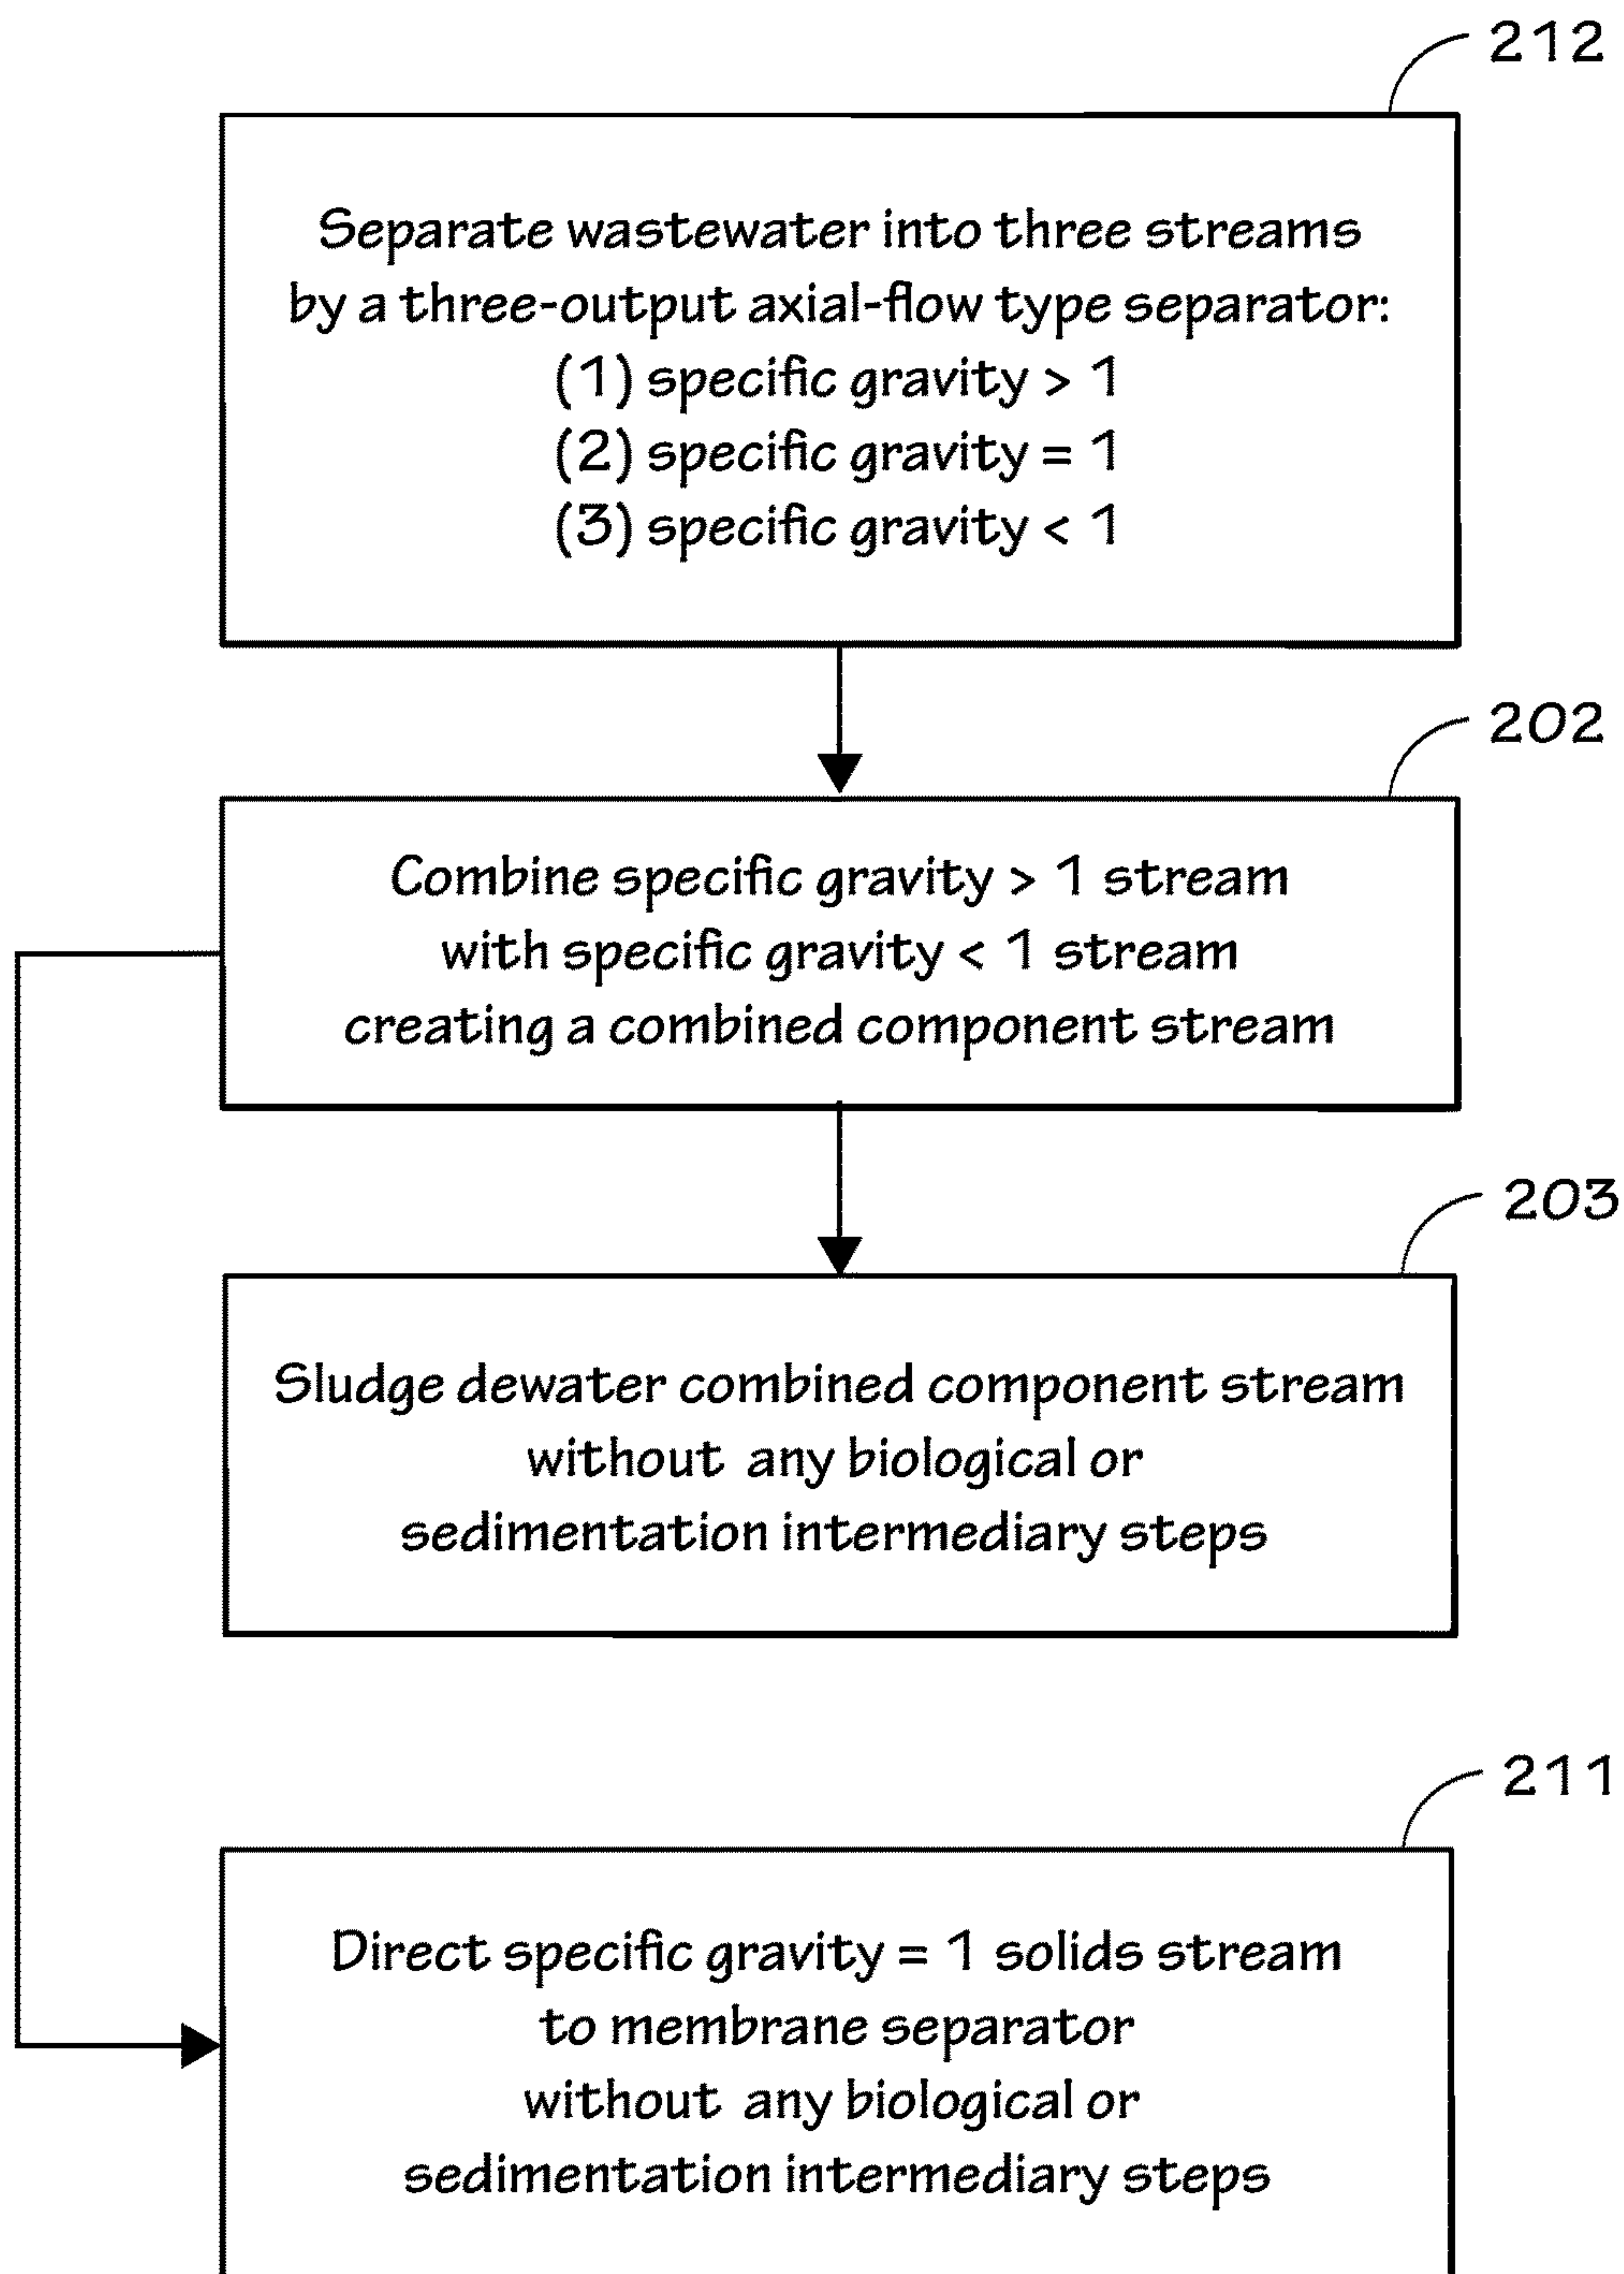 212
Separate wastewater into three streams
by a three-output axial-flow type separator:
(1) specific gravity > 1
(2) specific gravity = 1
(3) specific gravity < 1
202
Combine specific gravity > 1 stream
with specific gravity < 1 stream
creating a combined component stream
203
Sludge dewater combined component stream
without any biological or
sedimentation intermediary steps
211
Direct specific gravity = 1 solids stream
to membrane separator
without any biological or
sedimentation intermediary steps